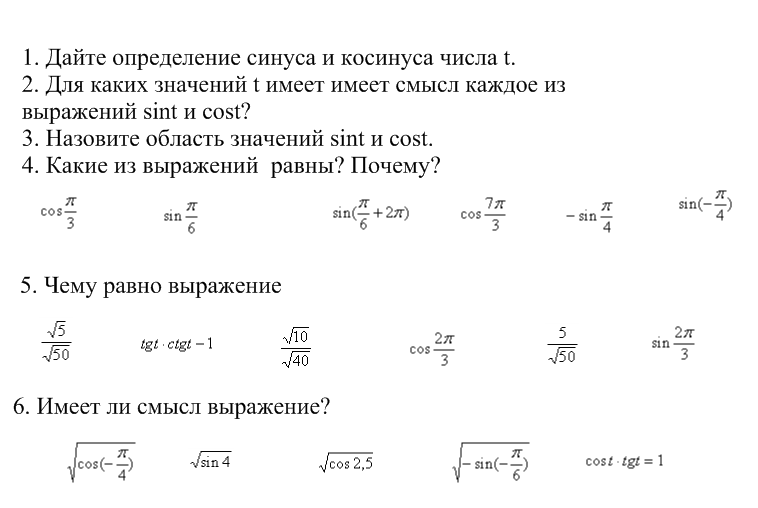 1. Дайте определение синуса и косинуса числа t.
2. Для каких значений t имеет имеет смысл каждое из
выражений sint и cost?
3. Назовите область значений sint и cost.
4. Какие из выражений  равны? Почему?
cos π/3   sin π/6   sin(π/6 + 2π)   cos 7π/3   − sin π/4   sin(−π/4)
5. Чему равно выражение
√5/√50   tgt · ctgt − 1   √10/√40   cos 2π/3   5/√50   sin 2π/3
6. Имеет ли смысл выражение?
√(cos(−π/4))   √(sin 4)   √(cos 2,5)   √(− sin(−π/6))   cost · tgt = 1